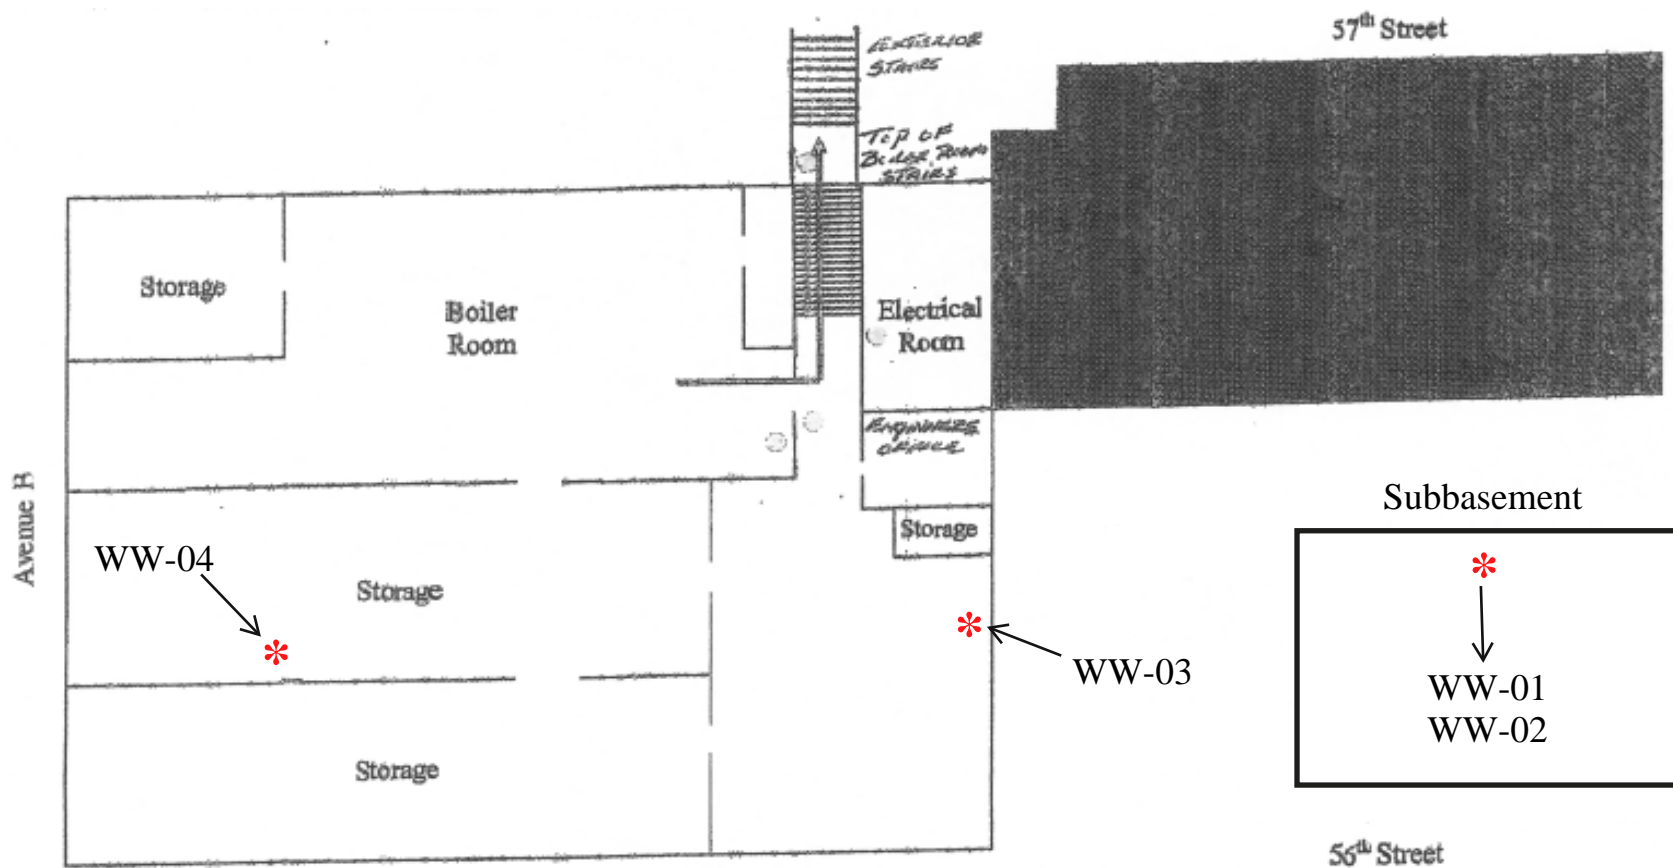 57th Street
EXTERIOR
STAIRS
TOP OF
BOILER ROOM
STAIRS
Storage
Boiler
Room
Electrical
Room
ENGINEERS
OFFICE
Storage
Avenue B
Subbasement
WW-04
Storage
WW-03
WW-01
WW-02
Storage
56th Street